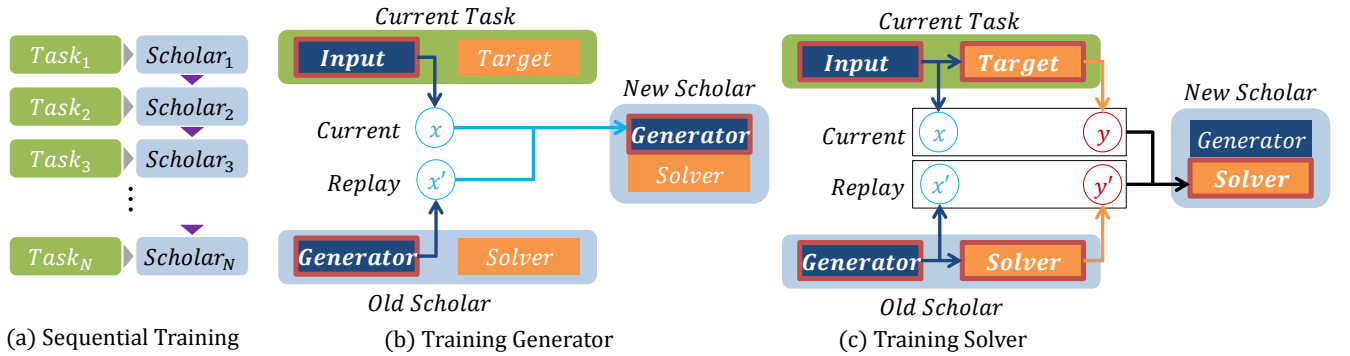 Task₁ Scholar₁
Task₂ Scholar₂
Task₃ Scholar₃
⋮
Task_N Scholar_N
(a) Sequential Training
Current Task
Input Target
New Scholar
Current x Generator
Solver
Replay x′
Generator Solver
Old Scholar
(b) Training Generator
Current Task
Input Target
New Scholar
Current x y Generator
Replay x′ y′ Solver
Generator Solver
Old Scholar
(c) Training Solver